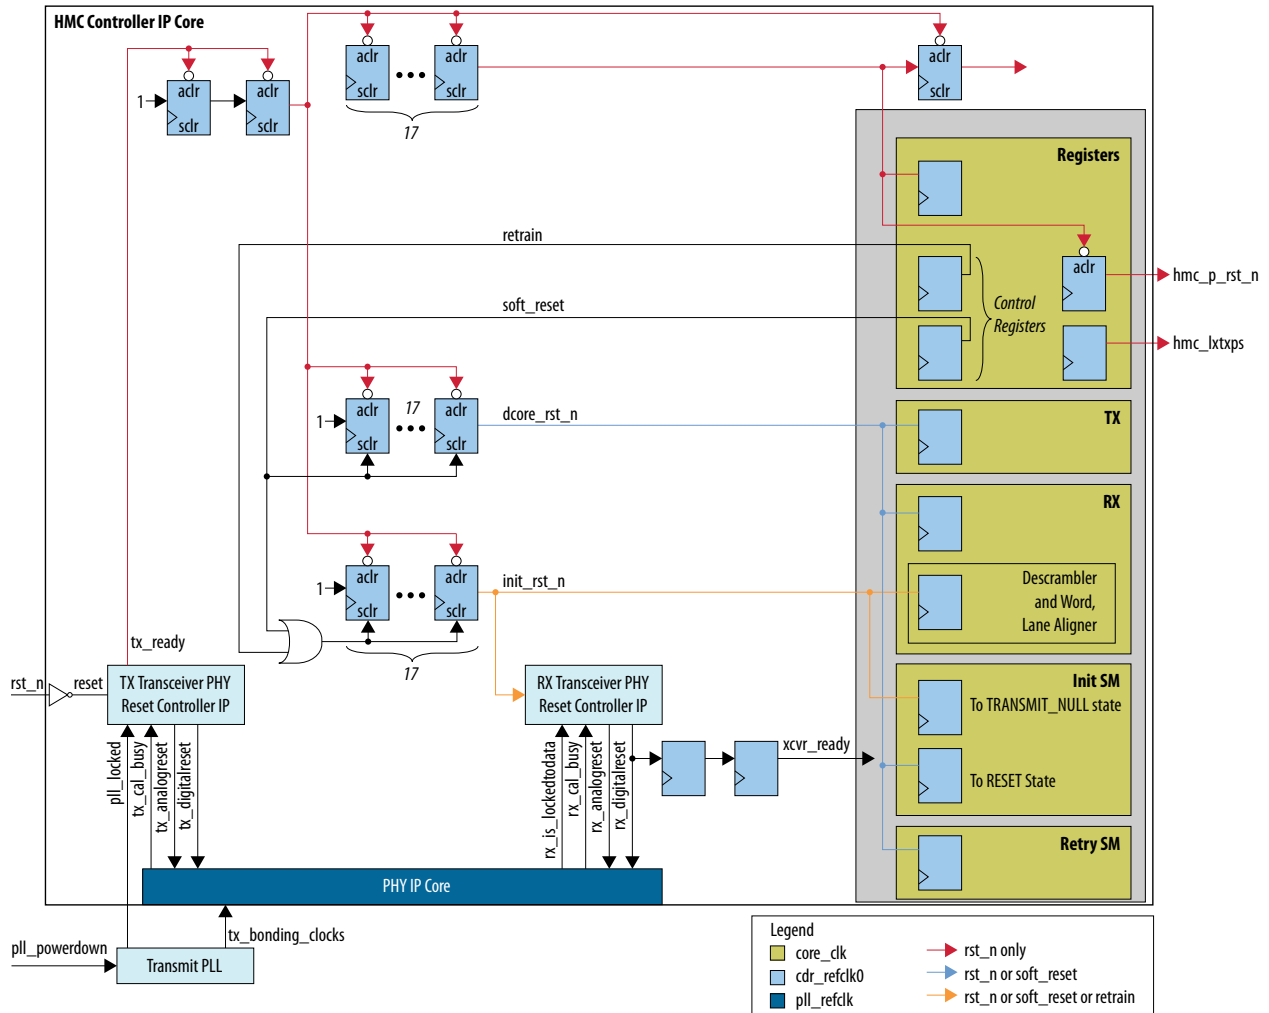 HMC Controller IP Core
aclr
aclr
aclr
aclr
aclr
1
sclr
sclr
sclr
sclr
sclr
17
Registers
retrain
aclr
hmc_p_rst_n
soft_reset
Control
Registers
hmc_lxtxps
aclr
17
aclr
dcore_rst_n
1
sclr
sclr
TX
RX
aclr
aclr
init_rst_n
1
sclr
sclr
Descrambler
and Word,
Lane Aligner
17
tx_ready
rst_n
reset
TX Transceiver PHY
Reset Controller IP
RX Transceiver PHY
Reset Controller IP
Init SM
To TRANSMIT_NULL state
pll_locked
tx_cal_busy
tx_analogreset
tx_digitalreset
rx_is_lockedtodata
rx_cal_busy
rx_analogreset
rx_digitalreset
xcvr_ready
To RESET State
Retry SM
PHY IP Core
tx_bonding_clocks
pll_powerdown
Transmit PLL
Legend
core_clk
rst_n only
cdr_refclk0
rst_n or soft_reset
pll_refclk
rst_n or soft_reset or retrain